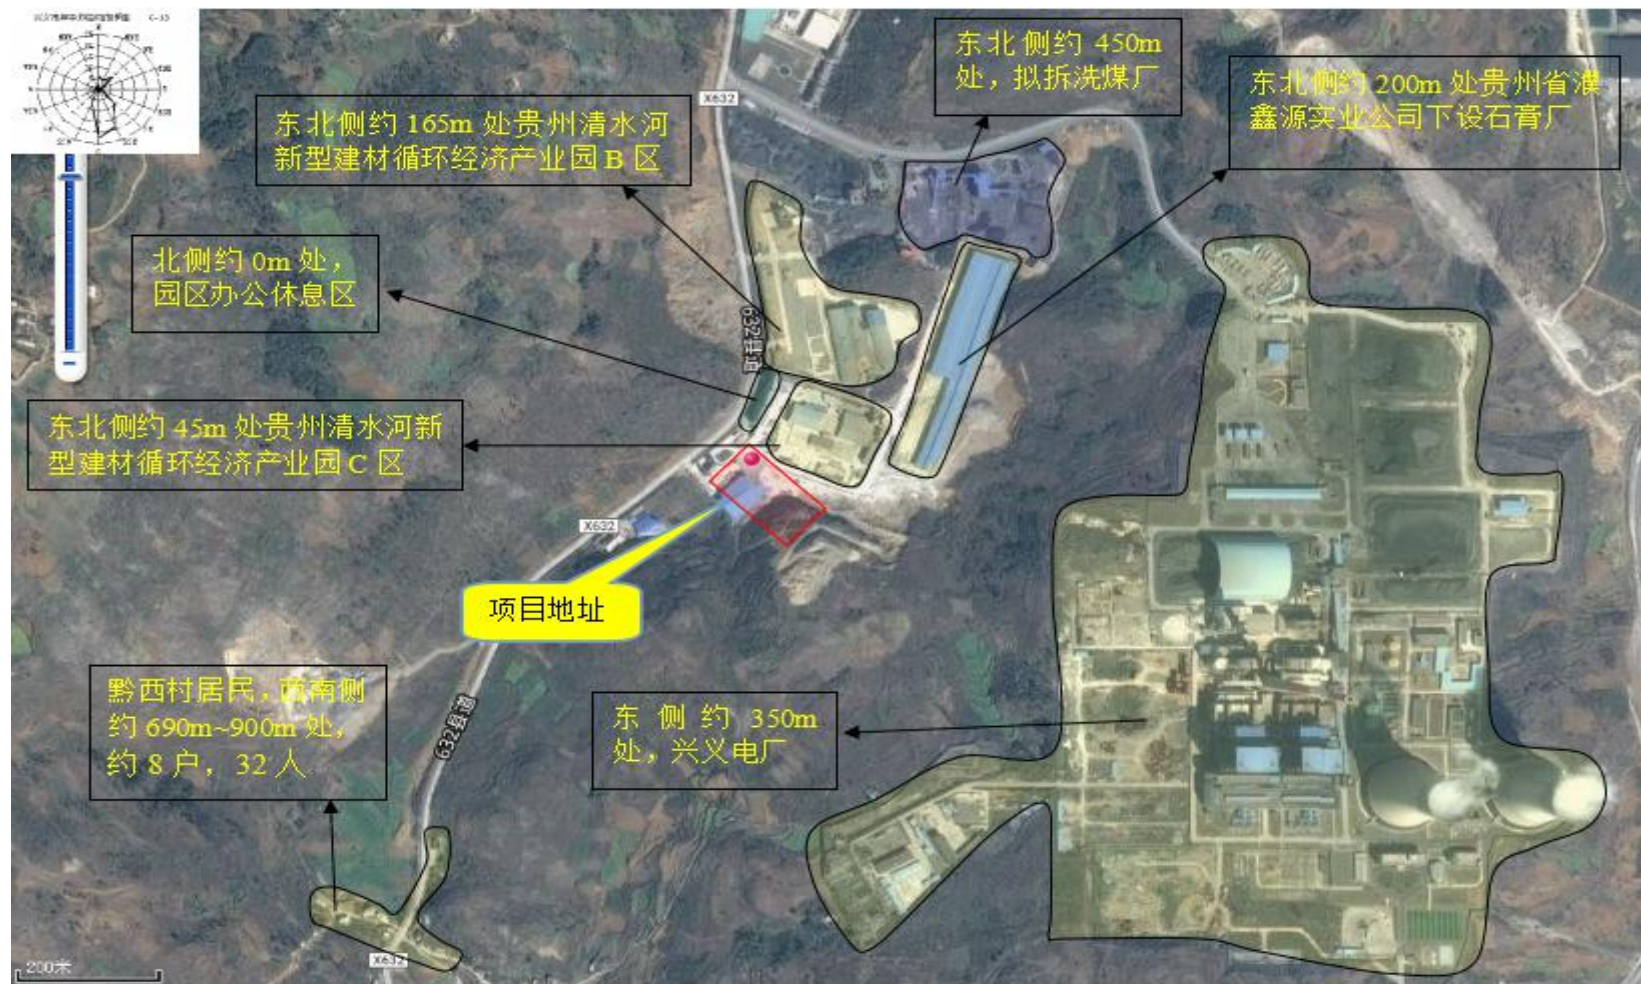 C-33
东北侧约 450m
处，拟拆洗煤厂
东北侧约 200m 处贵州省濮
鑫源实业公司下设石膏厂
X632
东北侧约 165m 处贵州清水河
新型建材循环经济产业园 B 区
北侧约 0m 处，
园区办公休息区
632县道
东北侧约 45m 处贵州清水河新
型建材循环经济产业园 C 区
X632
项目地址
黔西村居民，西南侧
约 690m~900m 处，
约 8 户，32 人
632县道
东侧约 350m
处，兴义电厂
X632
200米